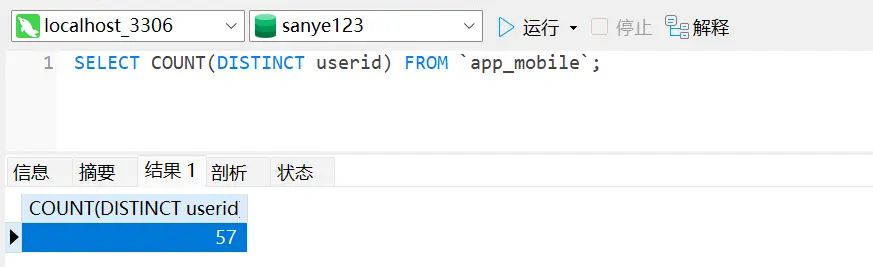 localhost_3306 sanye123 运行 停止 解释
1 SELECT COUNT(DISTINCT userid) FROM `app_mobile`;
信息 摘要 结果 1 剖析 状态
COUNT(DISTINCT userid)
57